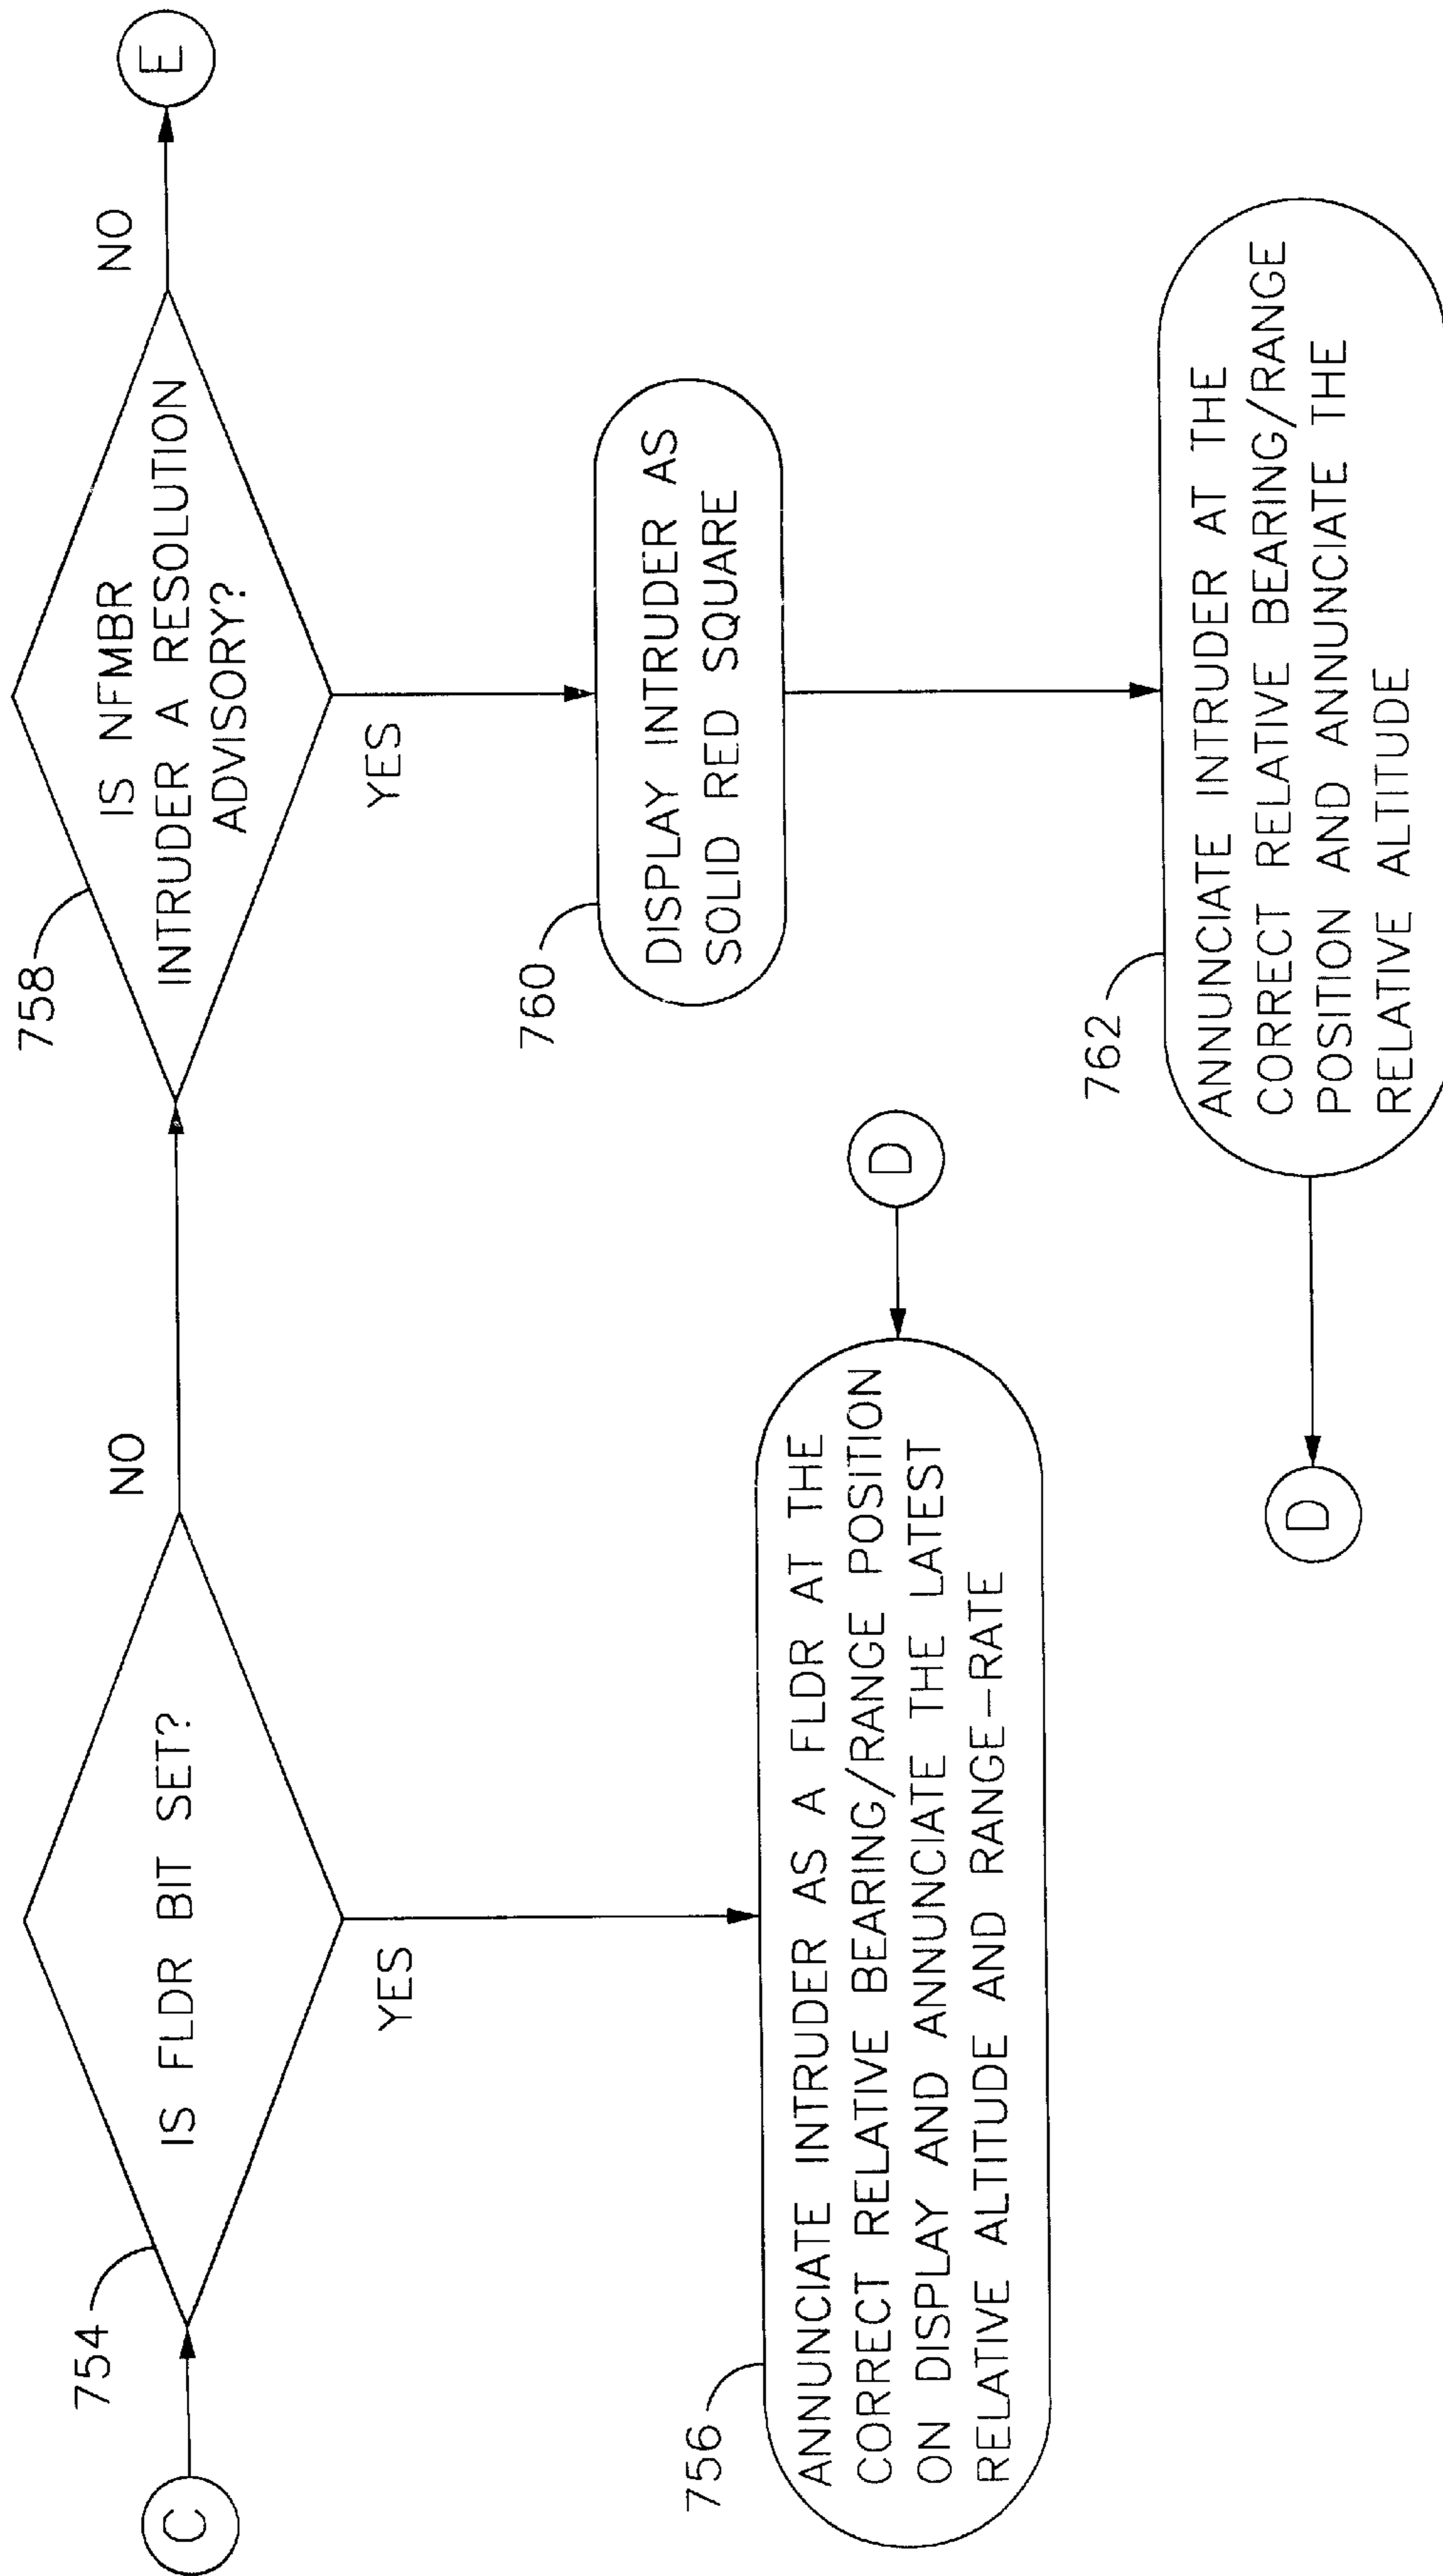 C
754
IS FLDR BIT SET?
NO
YES
756
ANNUNCIATE INTRUDER AS A FLDR AT THE
CORRECT RELATIVE BEARING/RANGE POSITION
ON DISPLAY AND ANNUNCIATE THE LATEST
RELATIVE ALTITUDE AND RANGE-RATE
D
758
IS NFMBR
INTRUDER A RESOLUTION
ADVISORY?
NO
E
YES
760
DISPLAY INTRUDER AS
SOLID RED SQUARE
762
ANNUNCIATE INTRUDER AT THE
CORRECT RELATIVE BEARING/RANGE
POSITION AND ANNUNCIATE THE
RELATIVE ALTITUDE
D